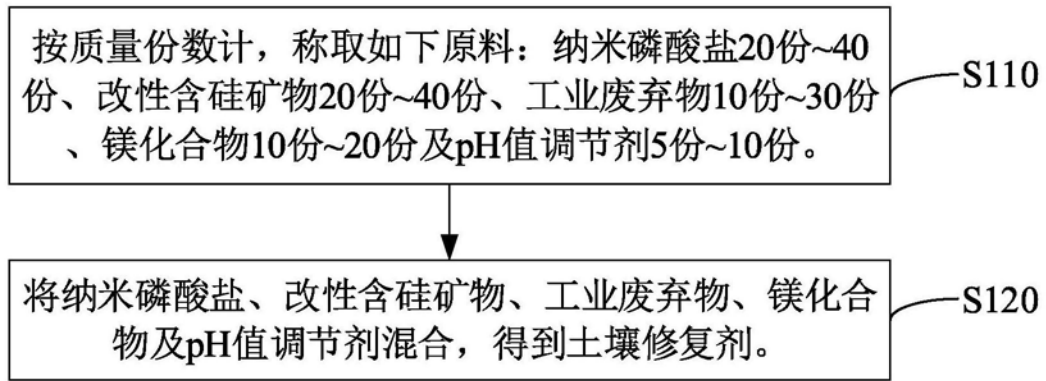 按质量份数计，称取如下原料：纳米磷酸盐20份~40
份、改性含硅矿物20份~40份、工业废弃物10份~30份
、镁化合物10份~20份及pH值调节剂5份~10份。
S110
将纳米磷酸盐、改性含硅矿物、工业废弃物、镁化合
物及pH值调节剂混合，得到土壤修复剂。
S120